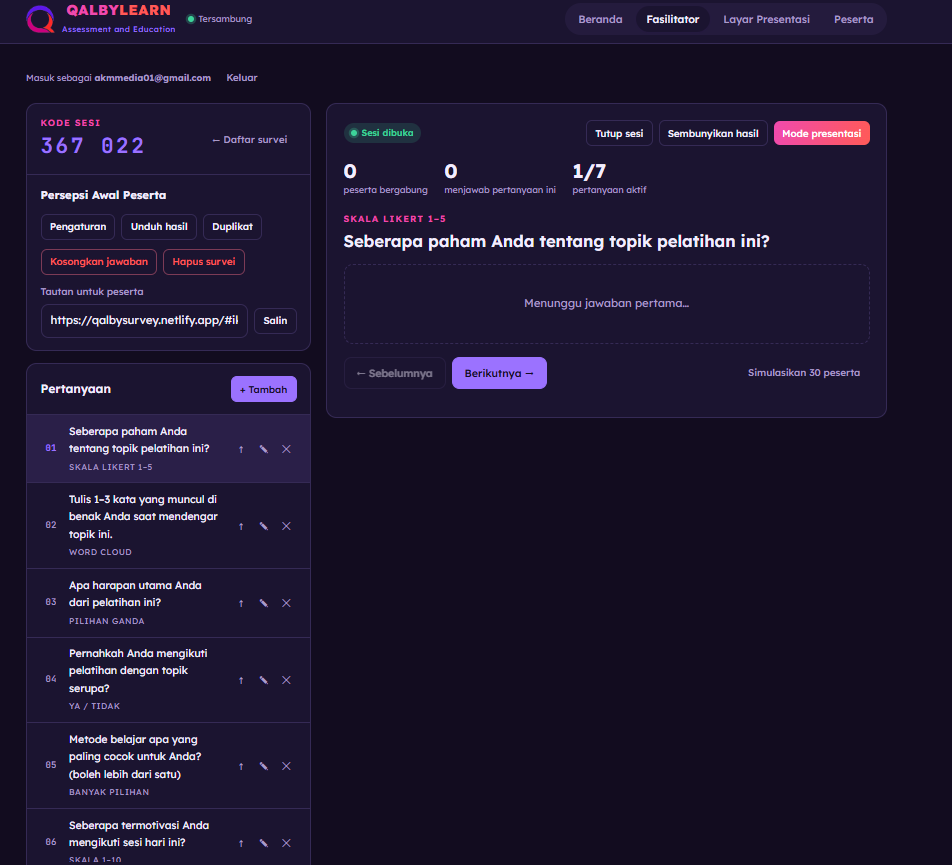 QALBYLEARN
Assessment and Education
Tersambung
Beranda
Fasilitator
Layar Presentasi
Peserta
Masuk sebagai akmmedia01@gmail.com
Keluar
KODE SESI
367 022
← Daftar survei
Persepsi Awal Peserta
Pengaturan
Unduh hasil
Duplikat
Kosongkan jawaban
Hapus survei
Tautan untuk peserta
https://qalbysurvey.netlify.app/#il
Salin
Pertanyaan
+ Tambah
01
Seberapa paham Anda
tentang topik pelatihan ini?
SKALA LIKERT 1–5
↑
02
Tulis 1–3 kata yang muncul di
benak Anda saat mendengar
topik ini.
WORD CLOUD
↑
03
Apa harapan utama Anda
dari pelatihan ini?
PILIHAN GANDA
↑
04
Pernahkah Anda mengikuti
pelatihan dengan topik
serupa?
YA / TIDAK
↑
05
Metode belajar apa yang
paling cocok untuk Anda?
(boleh lebih dari satu)
BANYAK PILIHAN
↑
06
Seberapa termotivasi Anda
mengikuti sesi hari ini?
SKALA 1–10
↑
Sesi dibuka
Tutup sesi
Sembunyikan hasil
Mode presentasi
0
peserta bergabung
0
menjawab pertanyaan ini
1/7
pertanyaan aktif
SKALA LIKERT 1–5
Seberapa paham Anda tentang topik pelatihan ini?
Menunggu jawaban pertama…
← Sebelumnya
Berikutnya →
Simulasikan 30 peserta